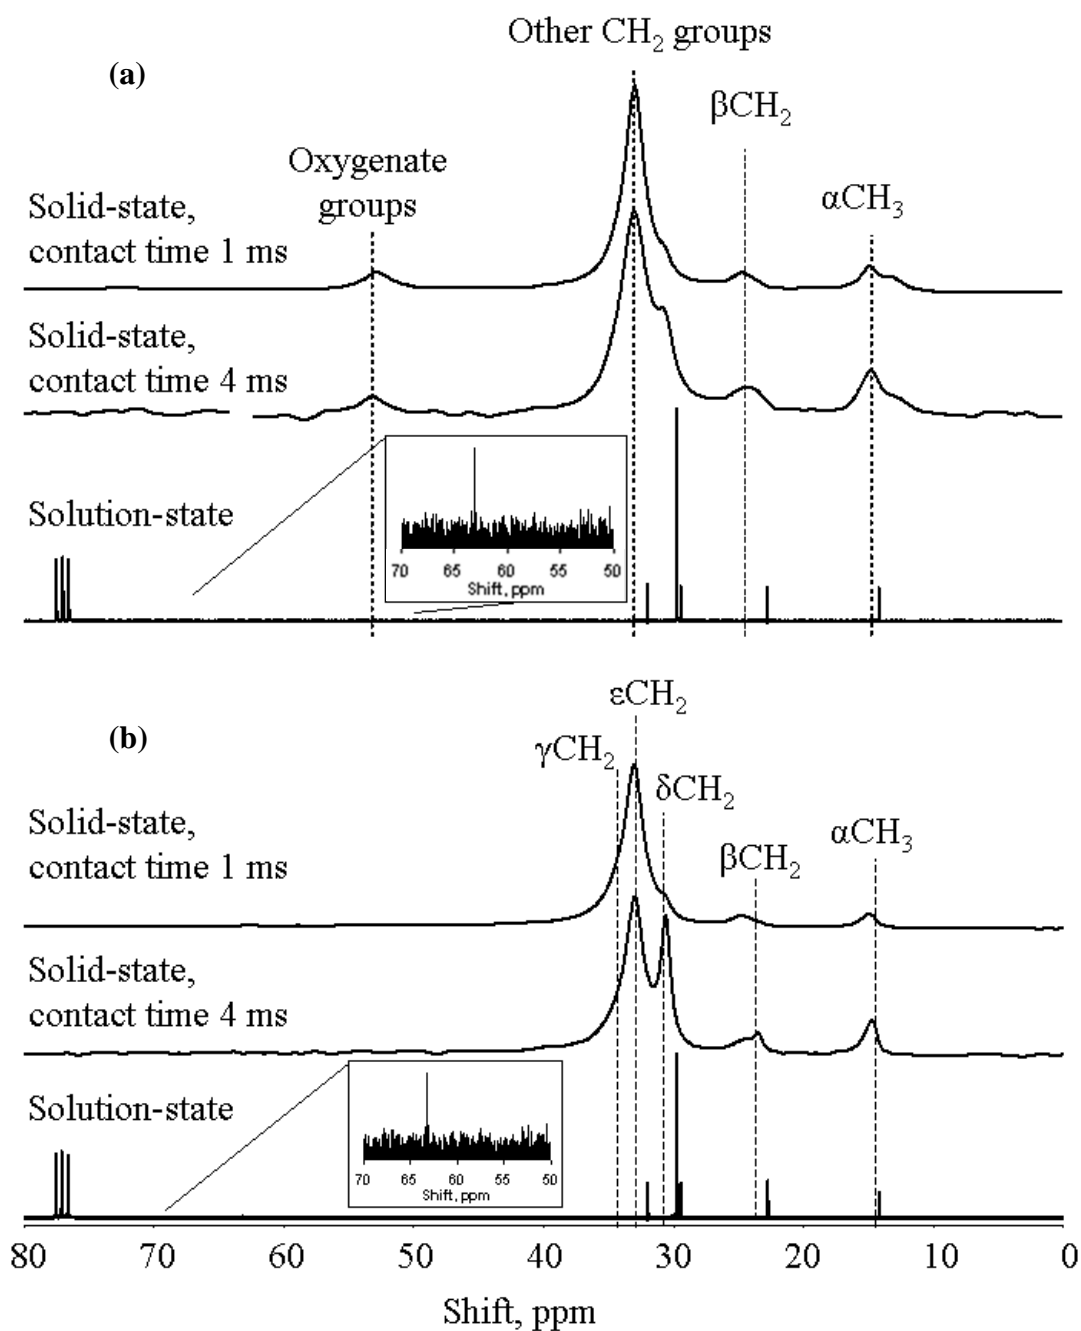 Other CH₂ groups
(a)
βCH₂
Oxygenate
groups
αCH₃
Solid-state,
contact time 1 ms
Solid-state,
contact time 4 ms
Solution-state
70 65 60 55 50
Shift, ppm
εCH₂
(b)
γCH₂
δCH₂
Solid-state,
contact time 1 ms
βCH₂
αCH₃
Solid-state,
contact time 4 ms
Solution-state
70 65 60 55 50
Shift, ppm
80 70 60 50 40 30 20 10 0
Shift, ppm